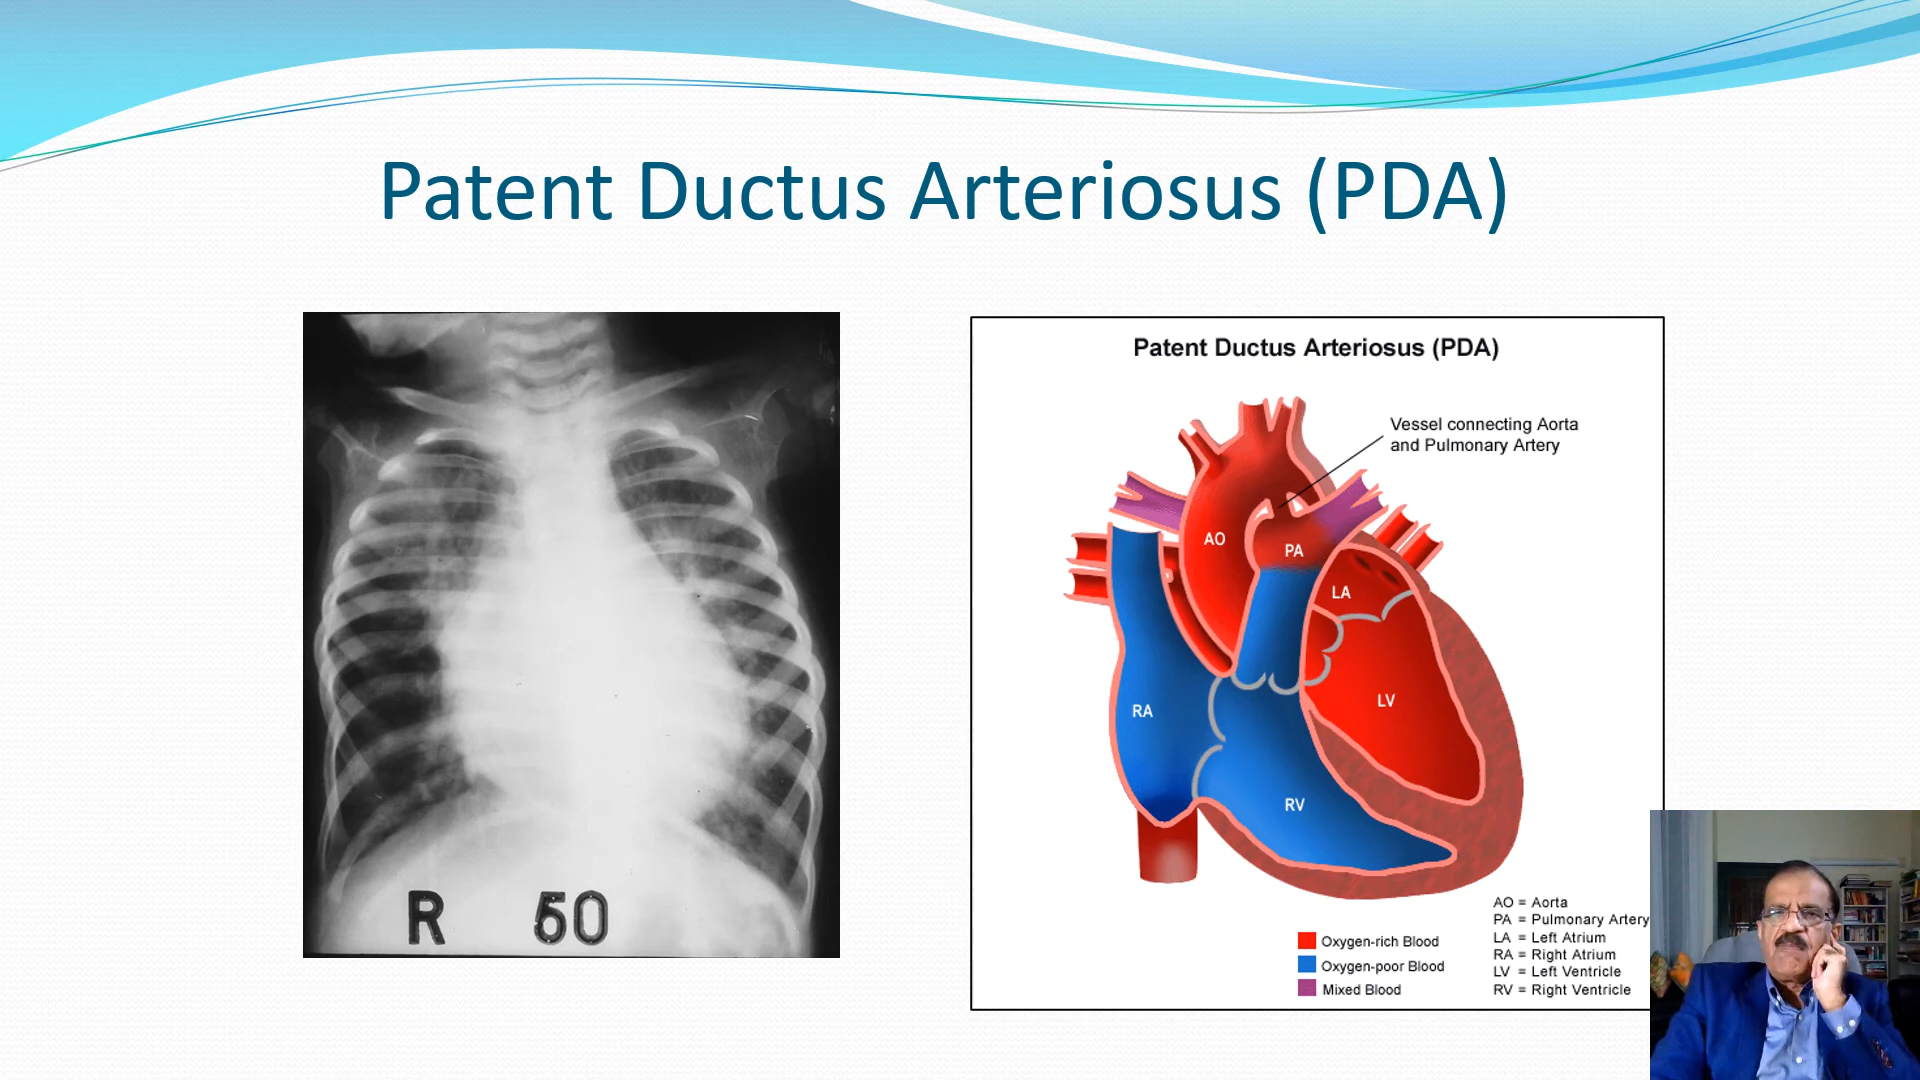 Patent Ductus Arteriosus (PDA)
R 50
Patent Ductus Arteriosus (PDA)
Vessel connecting Aorta
and Pulmonary Artery
AO
PA
LA
LV
RA
RV
Oxygen-rich Blood
Oxygen-poor Blood
Mixed Blood
AO = Aorta
PA = Pulmonary Artery
LA = Left Atrium
RA = Right Atrium
LV = Left Ventricle
RV = Right Ventricle